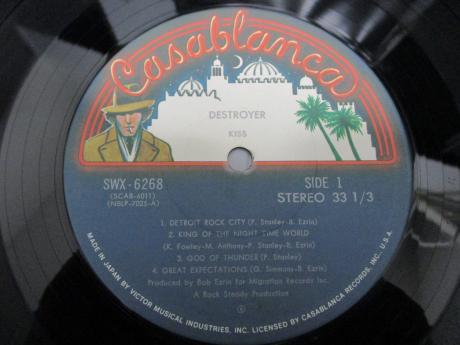 Casablanca
DESTROYER
KISS
SWX-6268
(SCAB-6011)
(NBLP-7025-A)
SIDE 1
STEREO 33 1/3
1. DETROIT ROCK CITY (P. Stanley-B. Ezrin)
2. KING OF THE NIGHT TIME WORLD
(K. Fowley-M. Anthony-P. Stanley-B. Ezrin)
3. GOD OF THUNDER (P. Stanley)
4. GREAT EXPECTATIONS (G. Simmons-B. Ezrin)
Produced by Bob Ezrin for Migration Records Inc.
A Rock Steady Production
MADE IN JAPAN BY VICTOR MUSICAL INDUSTRIES, INC. LICENSED BY CASABLANCA RECORDS, INC. U.S.A.